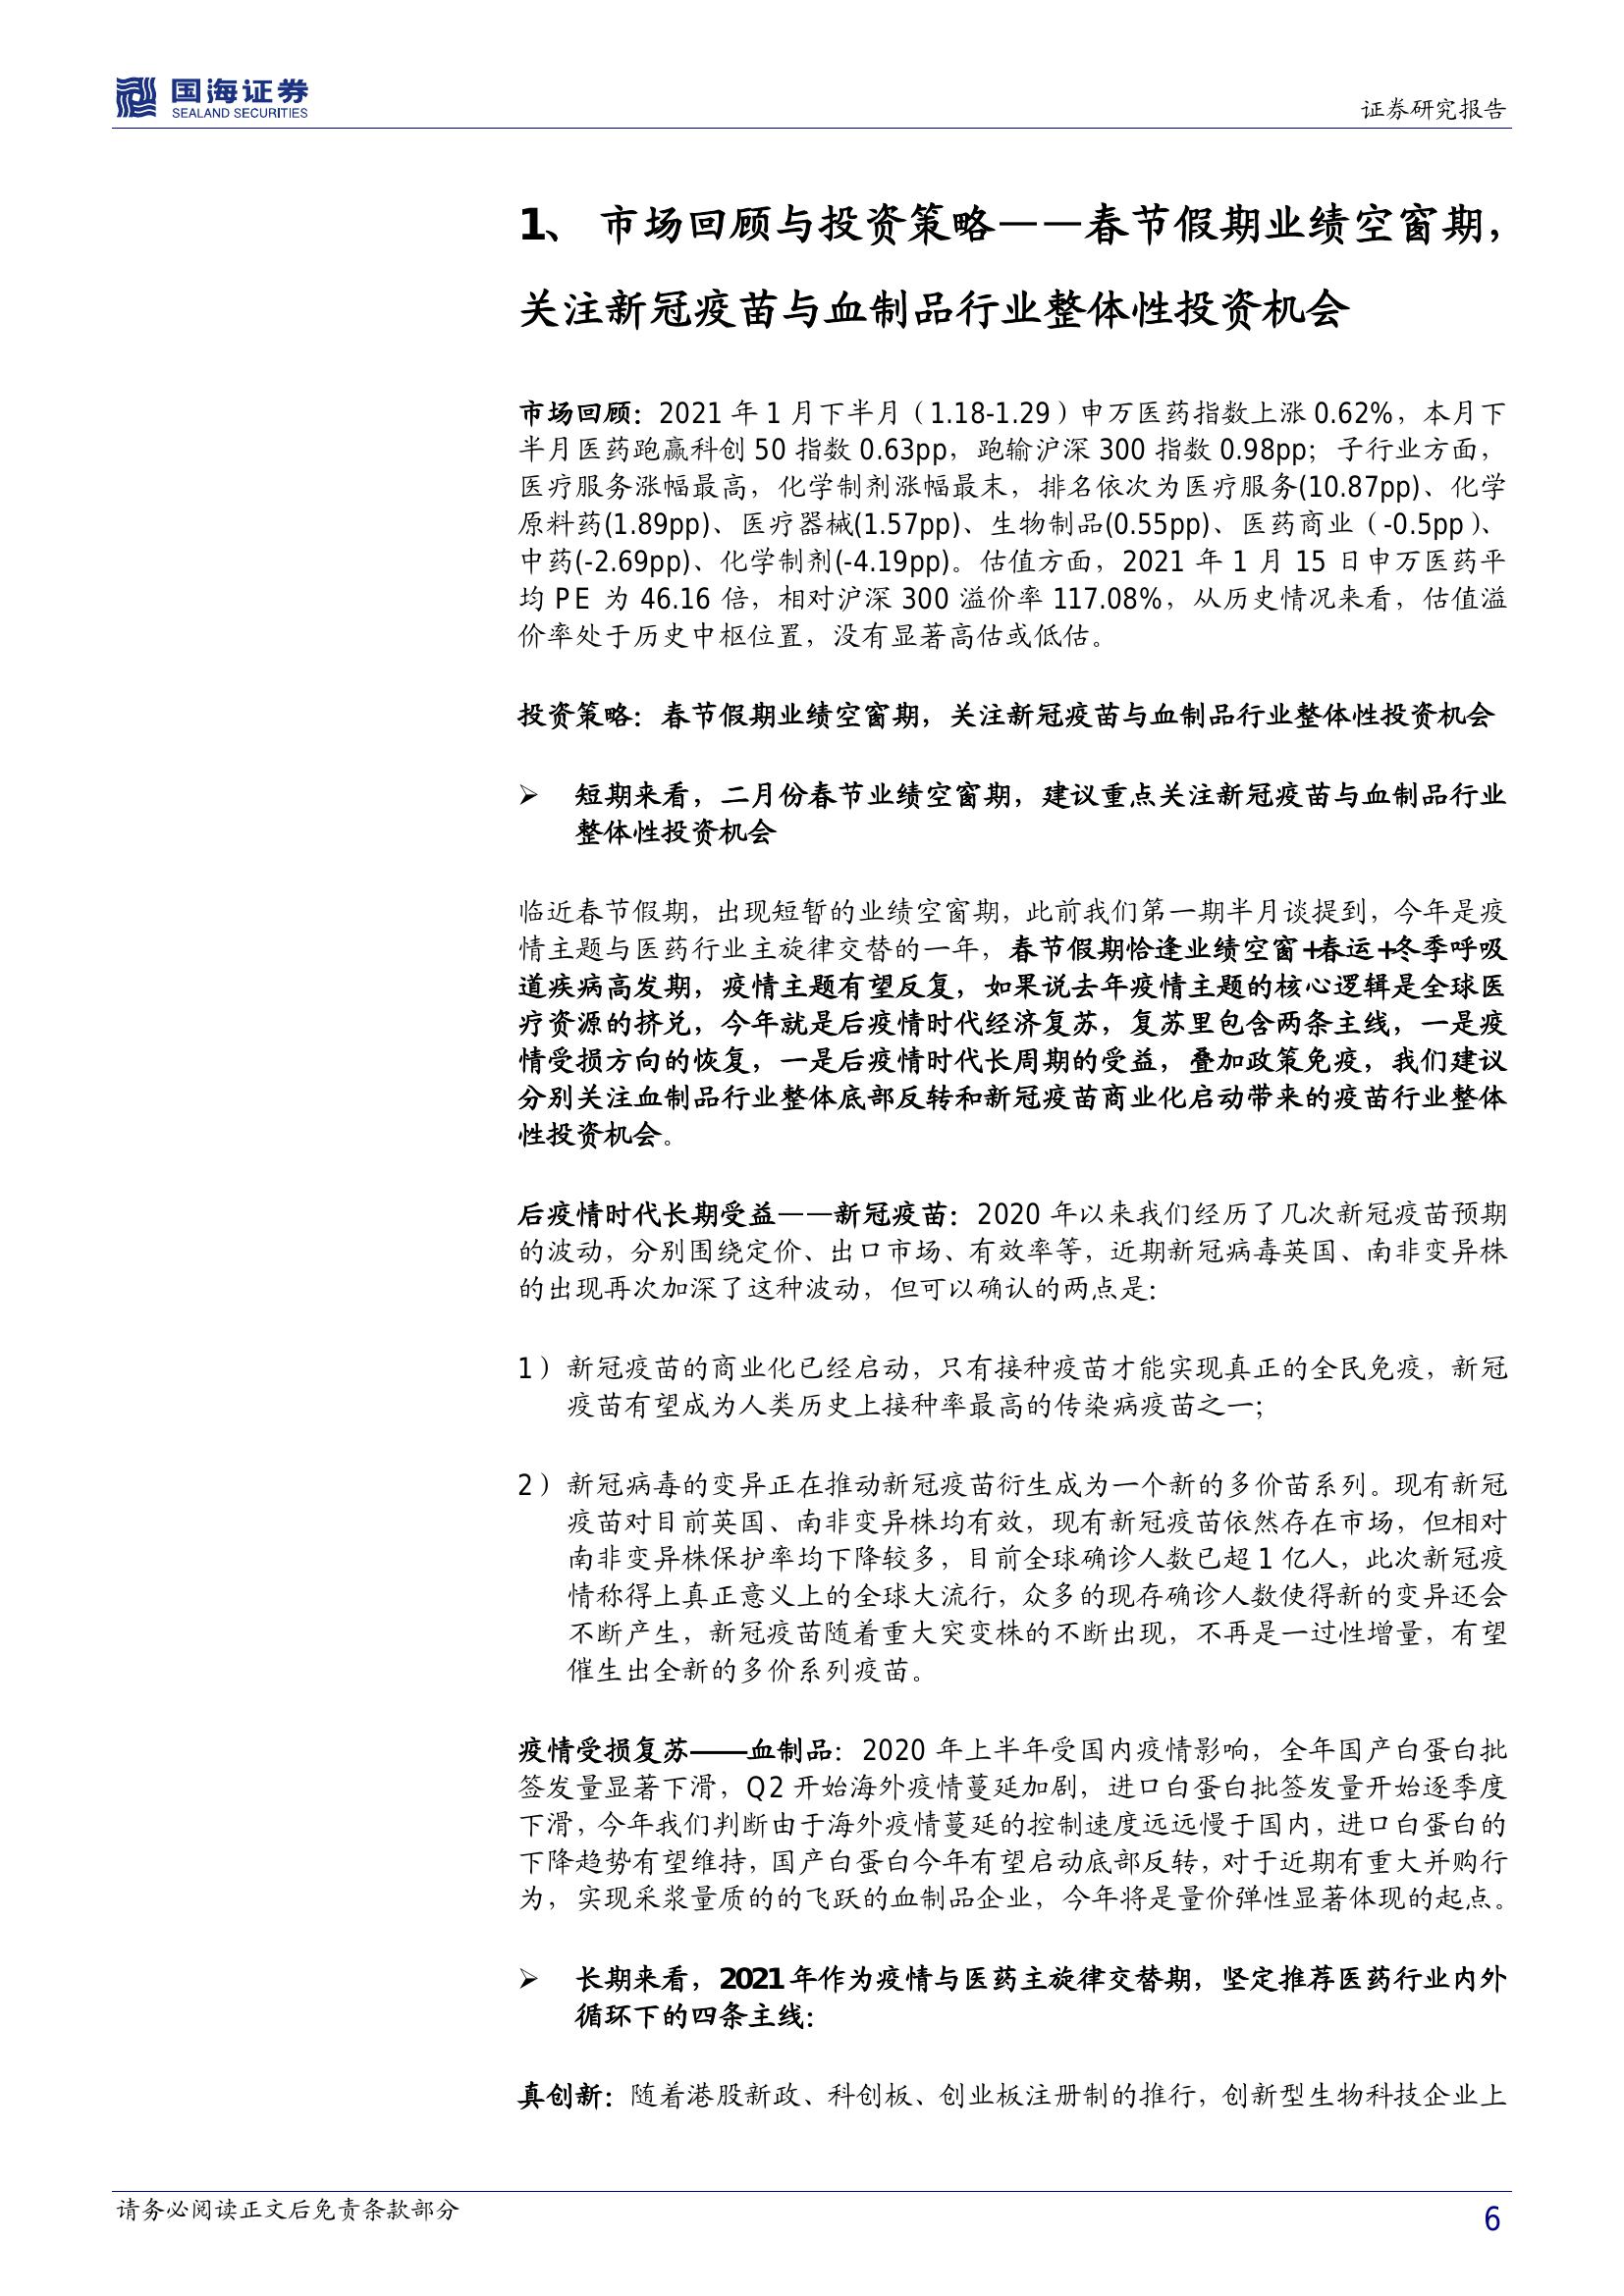 国海证券
SEALAND SECURITIES
证券研究报告
1、 市场回顾与投资策略——春节假期业绩空窗期，
关注新冠疫苗与血制品行业整体性投资机会
市场回顾：2021 年 1 月下半月（1.18-1.29）申万医药指数上涨 0.62%，本月下
半月医药跑赢科创 50 指数 0.63pp，跑输沪深 300 指数 0.98pp；子行业方面，
医疗服务涨幅最高，化学制剂涨幅最末，排名依次为医疗服务(10.87pp)、化学
原料药(1.89pp)、医疗器械(1.57pp)、生物制品(0.55pp)、医药商业（-0.5pp）、
中药(-2.69pp)、化学制剂(-4.19pp)。估值方面，2021 年 1 月 15 日申万医药平
均 PE 为 46.16 倍，相对沪深 300 溢价率 117.08%，从历史情况来看，估值溢
价率处于历史中枢位置，没有显著高估或低估。
投资策略：春节假期业绩空窗期，关注新冠疫苗与血制品行业整体性投资机会
➢ 短期来看，二月份春节业绩空窗期，建议重点关注新冠疫苗与血制品行业
整体性投资机会
临近春节假期，出现短暂的业绩空窗期，此前我们第一期半月谈提到，今年是疫
情主题与医药行业主旋律交替的一年，春节假期恰逢业绩空窗+春运+冬季呼吸
道疾病高发期，疫情主题有望反复，如果说去年疫情主题的核心逻辑是全球医
疗资源的挤兑，今年就是后疫情时代经济复苏，复苏里包含两条主线，一是疫
情受损方向的恢复，一是后疫情时代长周期的受益，叠加政策免疫，我们建议
分别关注血制品行业整体底部反转和新冠疫苗商业化启动带来的疫苗行业整体
性投资机会。
后疫情时代长期受益——新冠疫苗：2020 年以来我们经历了几次新冠疫苗预期
的波动，分别围绕定价、出口市场、有效率等，近期新冠病毒英国、南非变异株
的出现再次加深了这种波动，但可以确认的两点是：
1）新冠疫苗的商业化已经启动，只有接种疫苗才能实现真正的全民免疫，新冠
疫苗有望成为人类历史上接种率最高的传染病疫苗之一；
2）新冠病毒的变异正在推动新冠疫苗衍生成为一个新的多价苗系列。现有新冠
疫苗对目前英国、南非变异株均有效，现有新冠疫苗依然存在市场，但相对
南非变异株保护率均下降较多，目前全球确诊人数已超 1 亿人，此次新冠疫
情称得上真正意义上的全球大流行，众多的现存确诊人数使得新的变异还会
不断产生，新冠疫苗随着重大突变株的不断出现，不再是一过性增量，有望
催生出全新的多价系列疫苗。
疫情受损复苏——血制品：2020 年上半年受国内疫情影响，全年国产白蛋白批
签发量显著下滑，Q2 开始海外疫情蔓延加剧，进口白蛋白批签发量开始逐季度
下滑，今年我们判断由于海外疫情蔓延的控制速度远远慢于国内，进口白蛋白的
下降趋势有望维持，国产白蛋白今年有望启动底部反转，对于近期有重大并购行
为，实现采浆量质的的飞跃的血制品企业，今年将是量价弹性显著体现的起点。
➢ 长期来看，2021 年作为疫情与医药主旋律交替期，坚定推荐医药行业内外
循环下的四条主线：
真创新：随着港股新政、科创板、创业板注册制的推行，创新型生物科技企业上
请务必阅读正文后免责条款部分
6